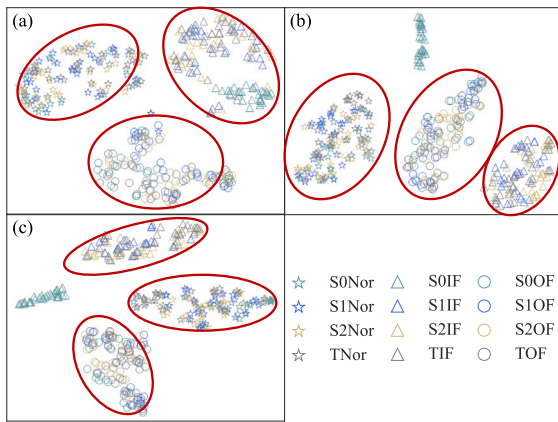 (a)
(b)
(c)
S0Nor S0IF S0OF
S1Nor S1IF S1OF
S2Nor S2IF S2OF
TNor TIF TOF